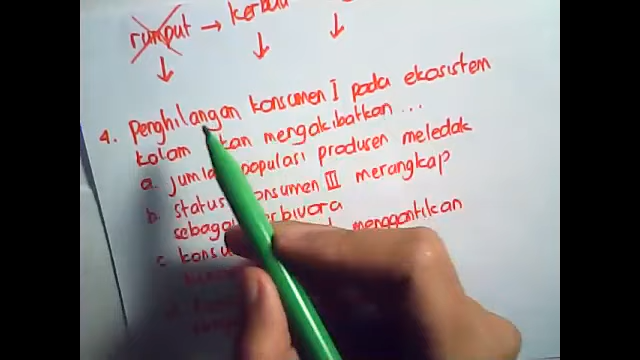 rumput → kerbau →
4. Penghilangan konsumen I pada ekosistem
kolam akan mengakibatkan ...
a. jumlah populasi produsen meledak
b. status konsumen III merangkap
sebagai herbivora
c kons menggantikan